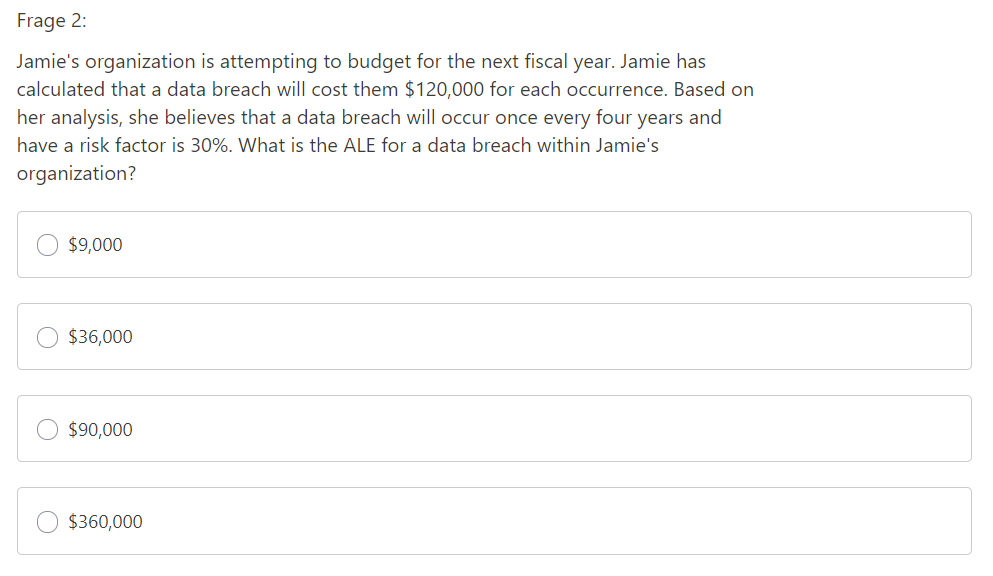 Frage 2:
Jamie's organization is attempting to budget for the next fiscal year. Jamie has
calculated that a data breach will cost them $120,000 for each occurrence. Based on
her analysis, she believes that a data breach will occur once every four years and
have a risk factor is 30%. What is the ALE for a data breach within Jamie's
organization?
$9,000
$36,000
$90,000
$360,000